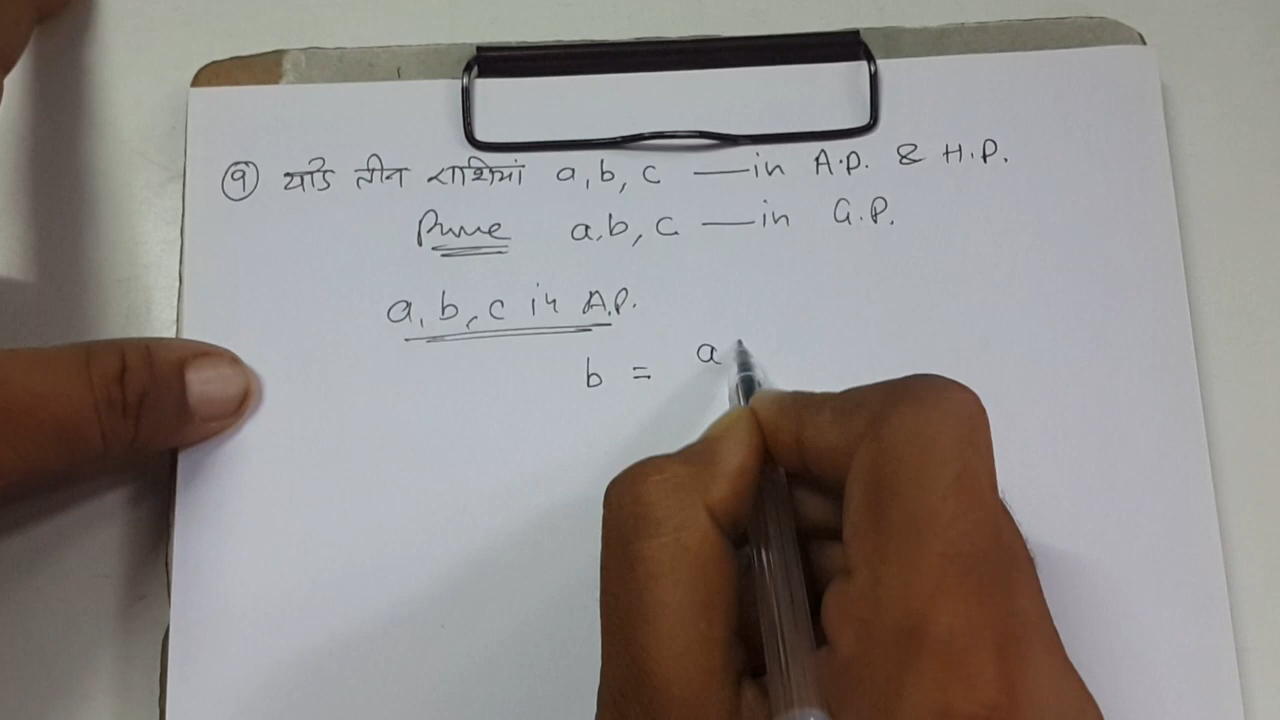 ⑨ यदि तीन राशियां a, b, c — in A.P. & H.P.
Prove a, b, c — in G.P.
a, b, c in A.P.
b = a